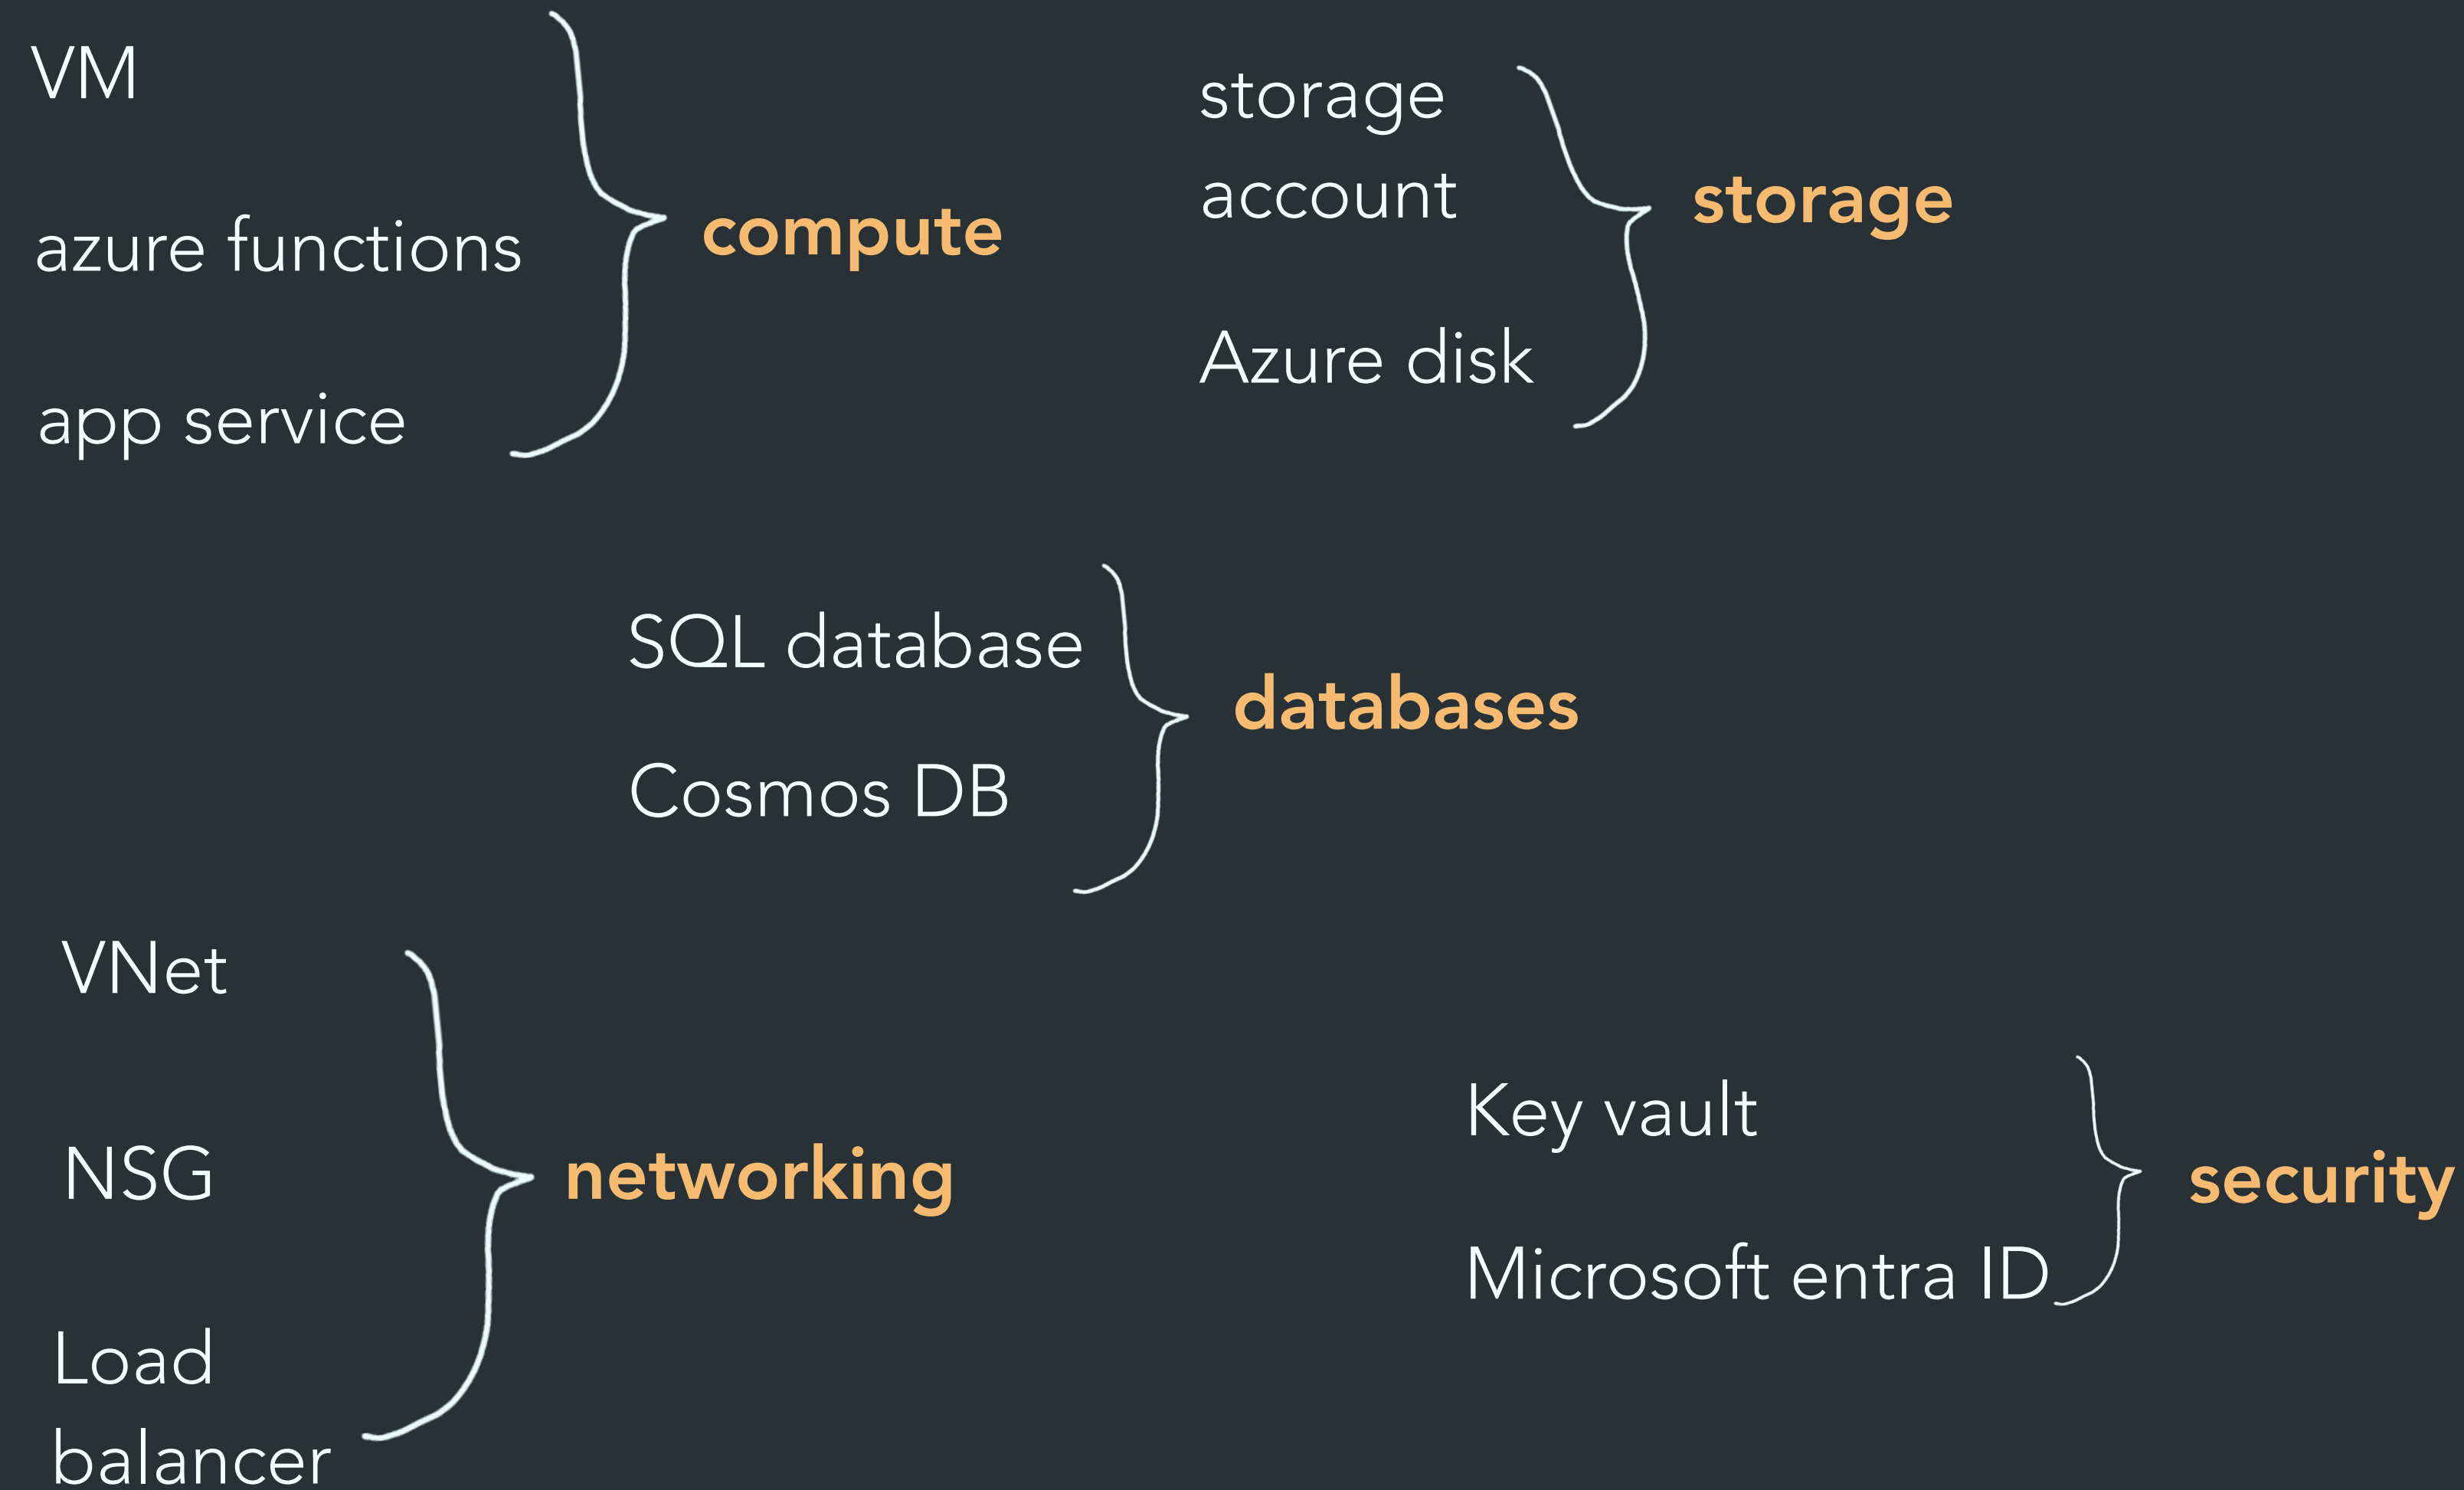 VM
azure functions
app service
compute
storage
account
Azure disk
storage
SQL database
Cosmos DB
databases
VNet
NSG
Load
balancer
networking
Key vault
Microsoft entra ID
security